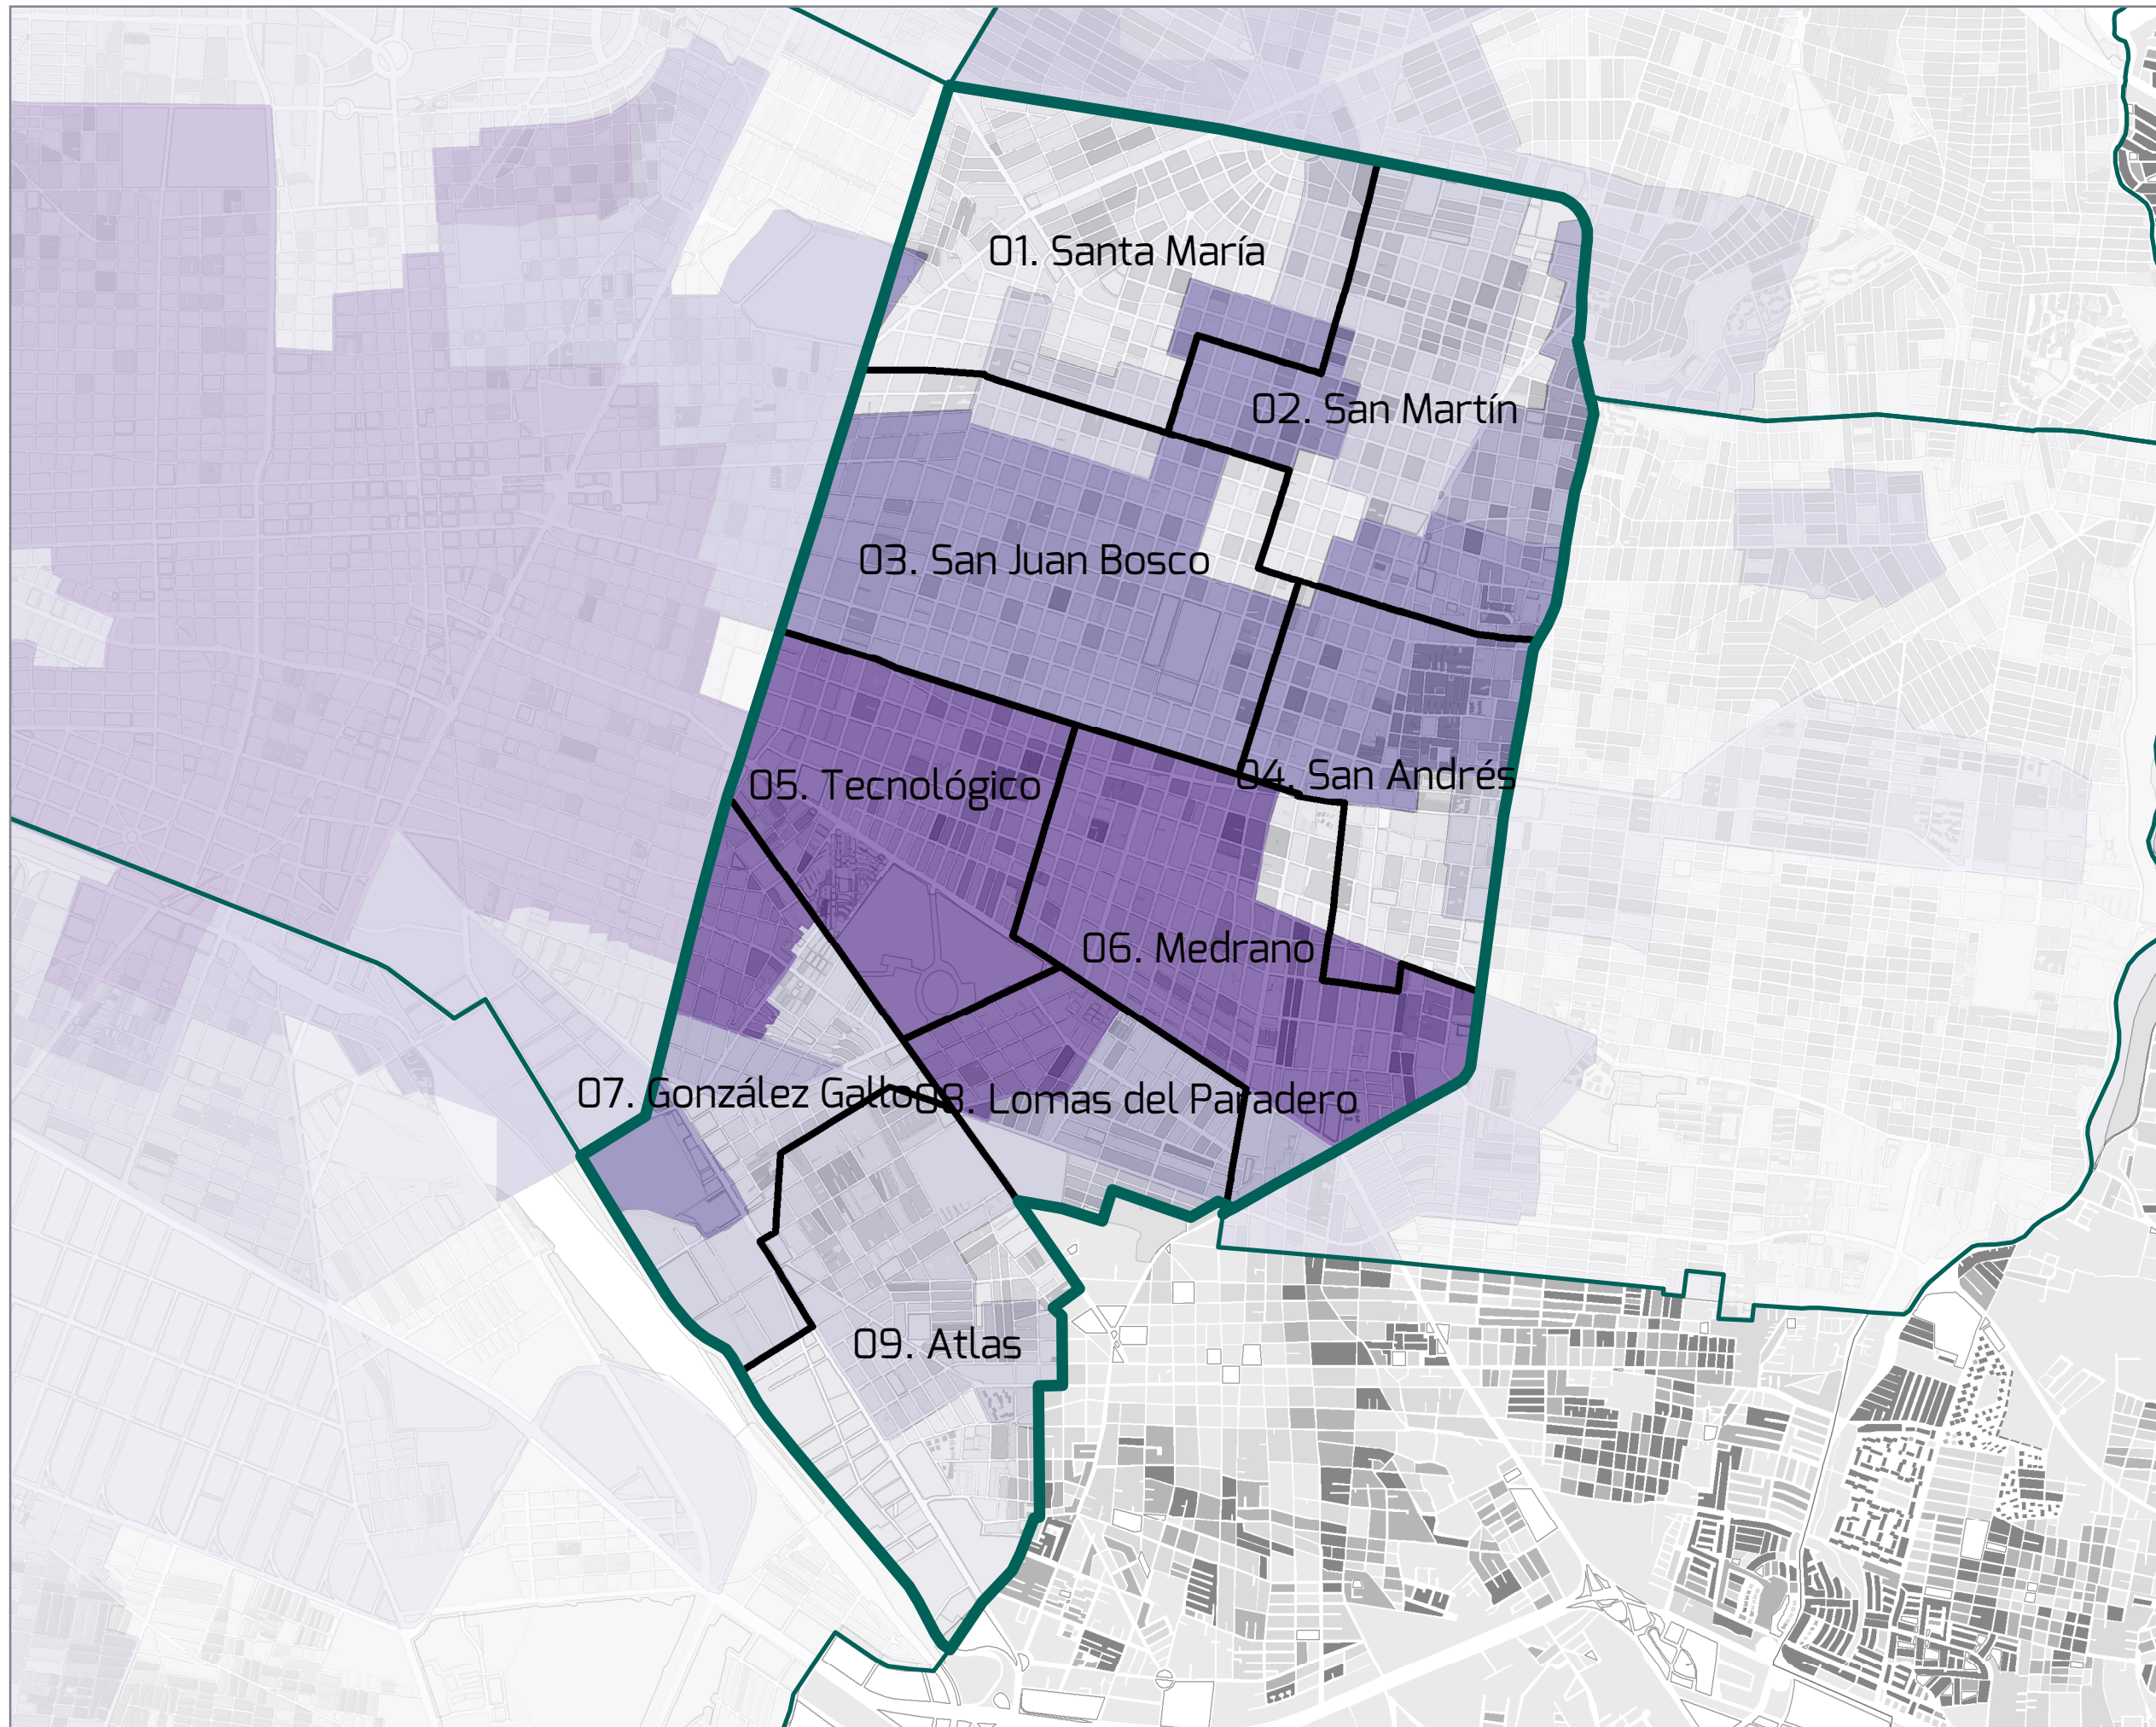 01. Santa María
02. San Martín
03. San Juan Bosco
04. San Andrés
05. Tecnológico
06. Medrano
07. González Gallo
08. Lomas del Paradero
09. Atlas